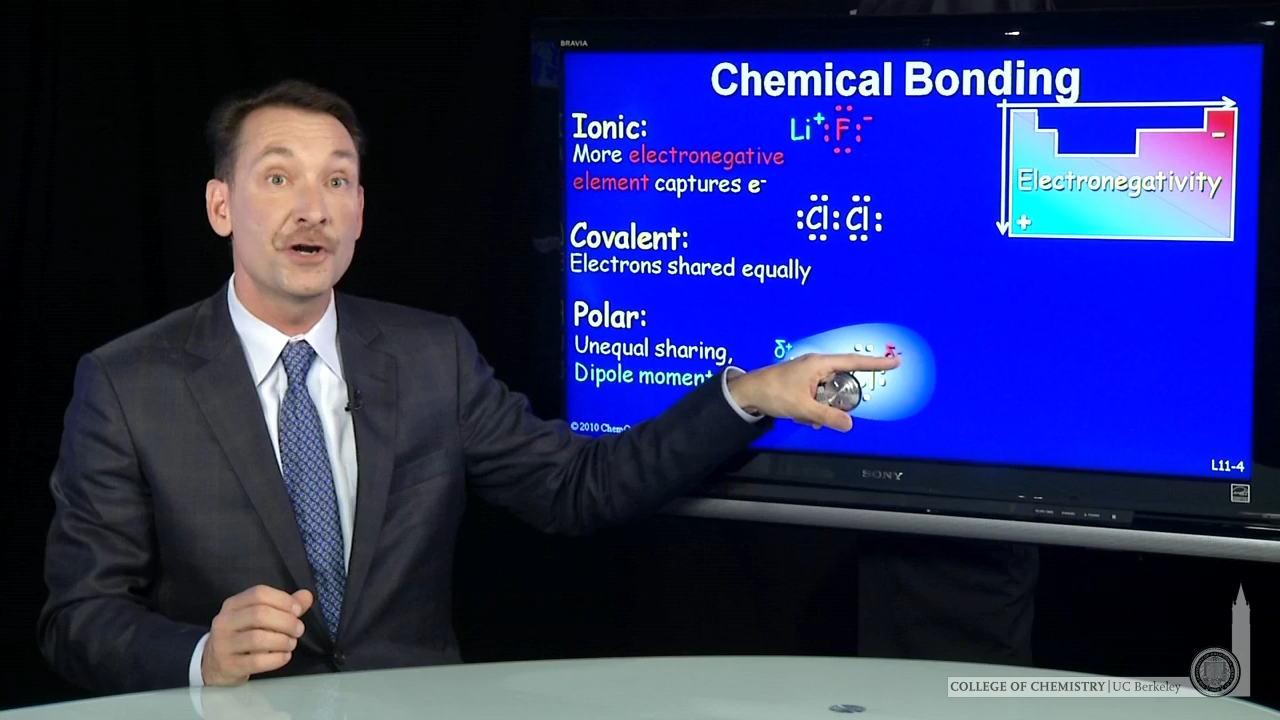 BRAVIA
Chemical Bonding
Ionic:
Li⁺ F ⁻
More electronegative
element captures e⁻
Cl Cl
Covalent:
Electrons shared equally
Electronegativity
−
+
Polar:
Unequal sharing,
δ⁺ δ⁻
Dipole moment
© 2010
L11-4
SONY
COLLEGE OF CHEMISTRY | UC Berkeley